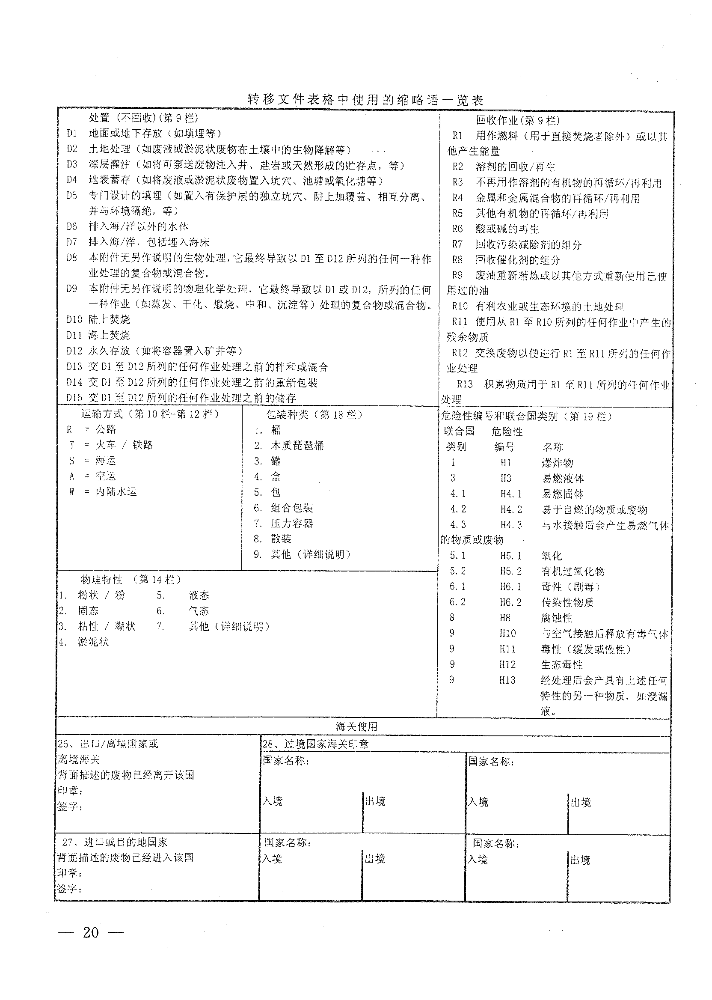 转移文件表格中使用的缩略语一览表
处置 (不回收)(第9栏)
D1 地面或地下存放（如填埋等）
D2 土地处理（如废液或淤泥状废物在土壤中的生物降解等）
D3 深层灌注（如将可泵送废物注入井、盐岩或天然形成的贮存点，等）
D4 地表蓄存（如将废液或淤泥状废物置入坑穴、池塘或氧化塘等）
D5 专门设计的填埋（如置入有保护层的独立坑穴、阱上加覆盖、相互分离、
并与环境隔绝，等）
D6 排入海/洋以外的水体
D7 排入海/洋，包括埋入海床
D8 本附件无另作说明的生物处理，它最终导致以 D1 至 D12 所列的任何一种作
业处理的复合物或混合物。
D9 本附件无另作说明的物理化学处理，它最终导致以 D1 或 D12，所列的任何
一种作业（如蒸发、干化、煅烧、中和、沉淀等）处理的复合物或混合物。
D10 陆上焚烧
D11 海上焚烧
D12 永久存放（如将容器置入矿井等）
D13 交 D1 至 D12 所列的任何作业处理之前的拌和或混合
D14 交 D1 至 D12 所列的任何作业处理之前的重新包装
D15 交 D1 至 D12 所列的任何作业处理之前的储存
回收作业(第9栏)
R1 用作燃料（用于直接焚烧者除外）或以其
他产生能量
R2 溶剂的回收/再生
R3 不再用作溶剂的有机物的再循环/再利用
R4 金属和金属混合物的再循环/再利用
R5 其他有机物的再循环/再利用
R6 酸或碱的再生
R7 回收污染减除剂的组分
R8 回收催化剂的组分
R9 废油重新精炼或以其他方式重新使用已使
用过的油
R10 有利农业或生态环境的土地处理
R11 使用从 R1 至 R10 所列的任何作业中产生的
残余物质
R12 交换废物以便进行 R1 至 R11 所列的任何作
业处理
R13 积累物质用于 R1 至 R11 所列的任何作业
处理
运输方式（第10栏-第12栏）
R = 公路
T = 火车 / 铁路
S = 海运
A = 空运
W = 内陆水运
包装种类（第18栏）
1. 桶
2. 木质琵琶桶
3. 罐
4. 盒
5. 包
6. 组合包装
7. 压力容器
8. 散装
9. 其他（详细说明）
物理特性 （第14栏）
1. 粉状 / 粉 5. 液态
2. 固态 6. 气态
3. 粘性 / 糊状 7. 其他（详细说明）
4. 淤泥状
危险性编号和联合国类别（第19栏）
联合国 危险性
类别 编号 名称
1 H1 爆炸物
3 H3 易燃液体
4.1 H4.1 易燃固体
4.2 H4.2 易于自燃的物质或废物
4.3 H4.3 与水接触后会产生易燃气体
的物质或废物
5.1 H5.1 氧化
5.2 H5.2 有机过氧化物
6.1 H6.1 毒性（剧毒）
6.2 H6.2 传染性物质
8 H8 腐蚀性
9 H10 与空气接触后释放有毒气体
9 H11 毒性（缓发或慢性）
9 H12 生态毒性
9 H13 经处理后会产具有上述任何
特性的另一种物质，如浸漏
液。
海关使用
26、出口/离境国家或
离境海关
背面描述的废物已经离开该国
印章：
签字：
28、过境国家海关印章
国家名称： 国家名称：
入境 出境 入境 出境
27、进口或目的地国家
背面描述的废物已经进入该国
印章：
签字：
国家名称： 国家名称：
入境 出境 入境 出境
— 20 —